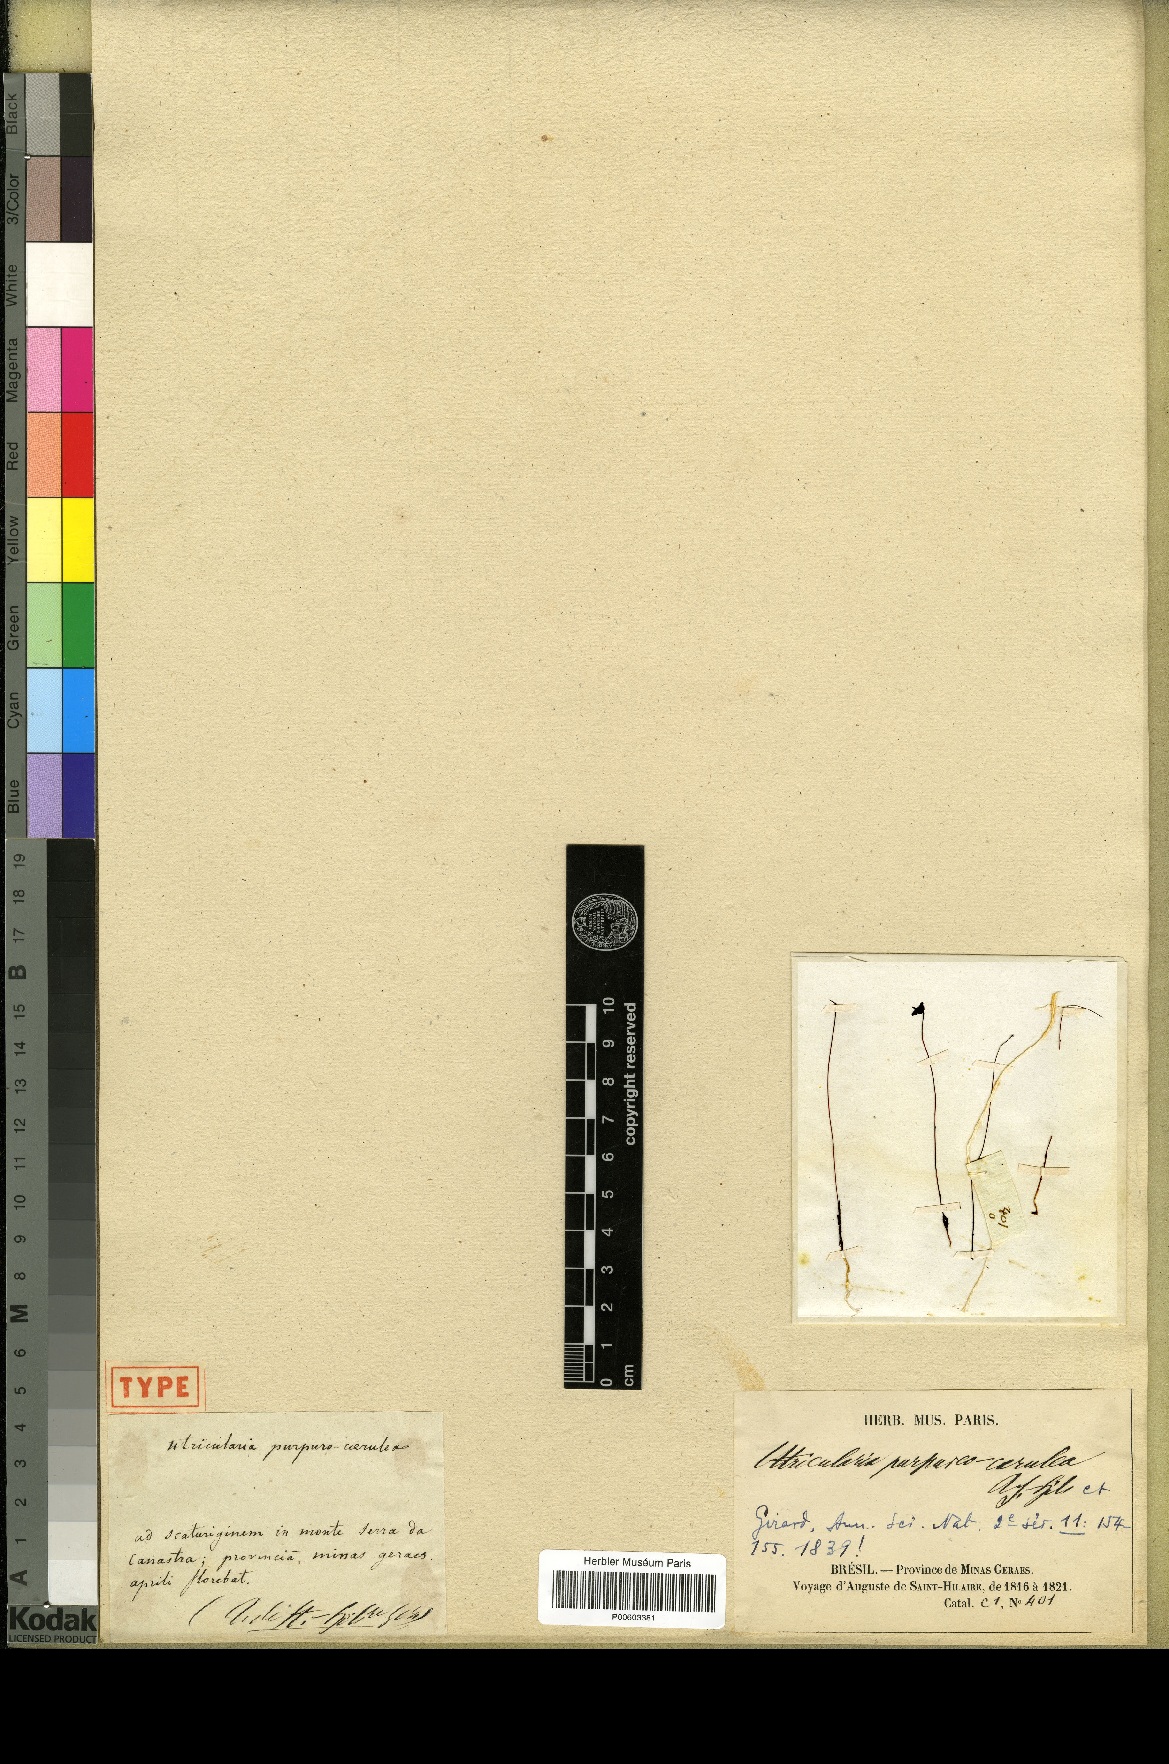 Black
3/Color
White
Magenta
Red
Yellow
Green
Cyan
Blue
19
18
17
B
15
14
13
12
11
10
9
8
M
6
5
4
3
2
1
A
Kodak
LICENSED PRODUCT
10
9
8
7
6
5
4
3
2
1
0
cm
copyright reserved
401
TYPE
utricularia purpuro-cærulea
ad scaturiginem in monte serra da
Canastra; provinciâ, minas geraes.
aprili florebat.
Herbier Muséum Paris
P00603381
HERB. MUS. PARIS.
Utricularia purpureo-cærulea
A. S. Hil. et
Girard, Ann. Sci. Nat. 2e sér. 11: 154-
155. 1839!
BRÉSIL. — Province de MINAS GERAES.
Voyage d'Auguste de SAINT-HILAIRE, de 1816 à 1821.
Catal. C1, No 401